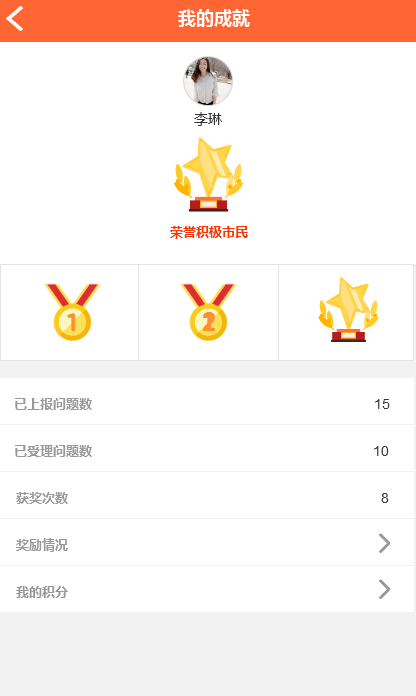 我的成就
李琳
荣誉积极市民
1
2
已上报问题数 15
已受理问题数 10
获奖次数 8
奖励情况
我的积分